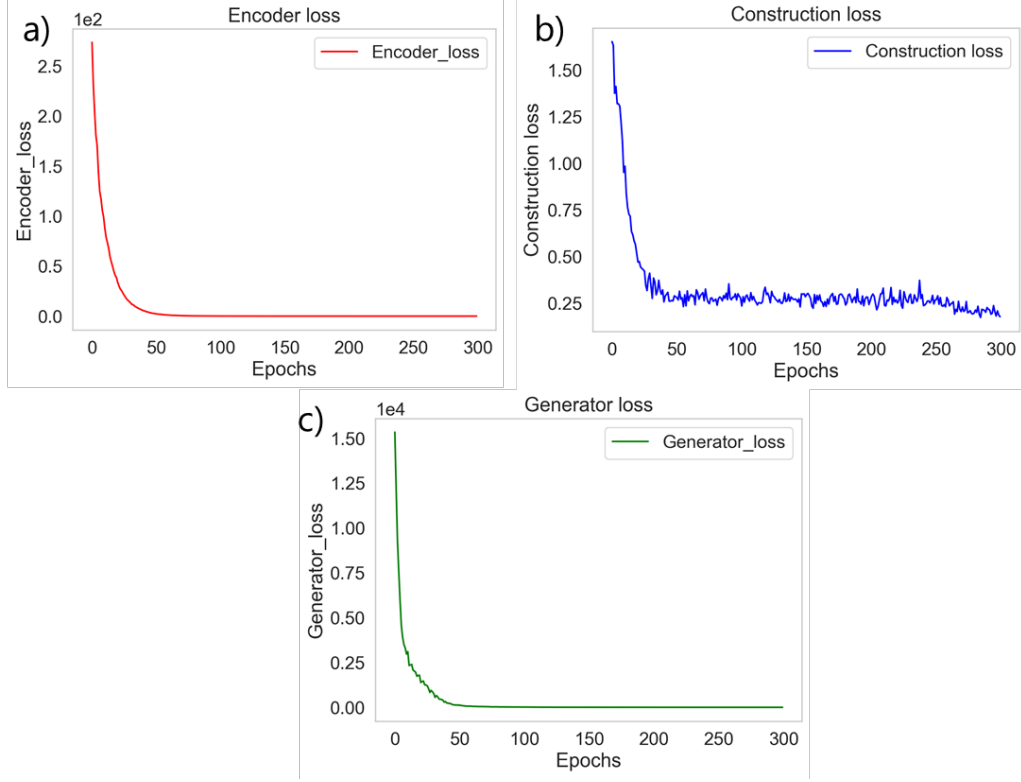 a)
1e2
Encoder loss
Encoder_loss
2.5
2.0
1.5
1.0
0.5
0.0
Encoder_loss
0
50
100
150
200
250
300
Epochs
b)
Construction loss
Construction loss
1.50
1.25
1.00
0.75
0.50
0.25
Construction loss
0
50
100
150
200
250
300
Epochs
c)
1e4
Generator loss
Generator_loss
1.50
1.25
1.00
0.75
0.50
0.25
0.00
Generator_loss
0
50
100
150
200
250
300
Epochs